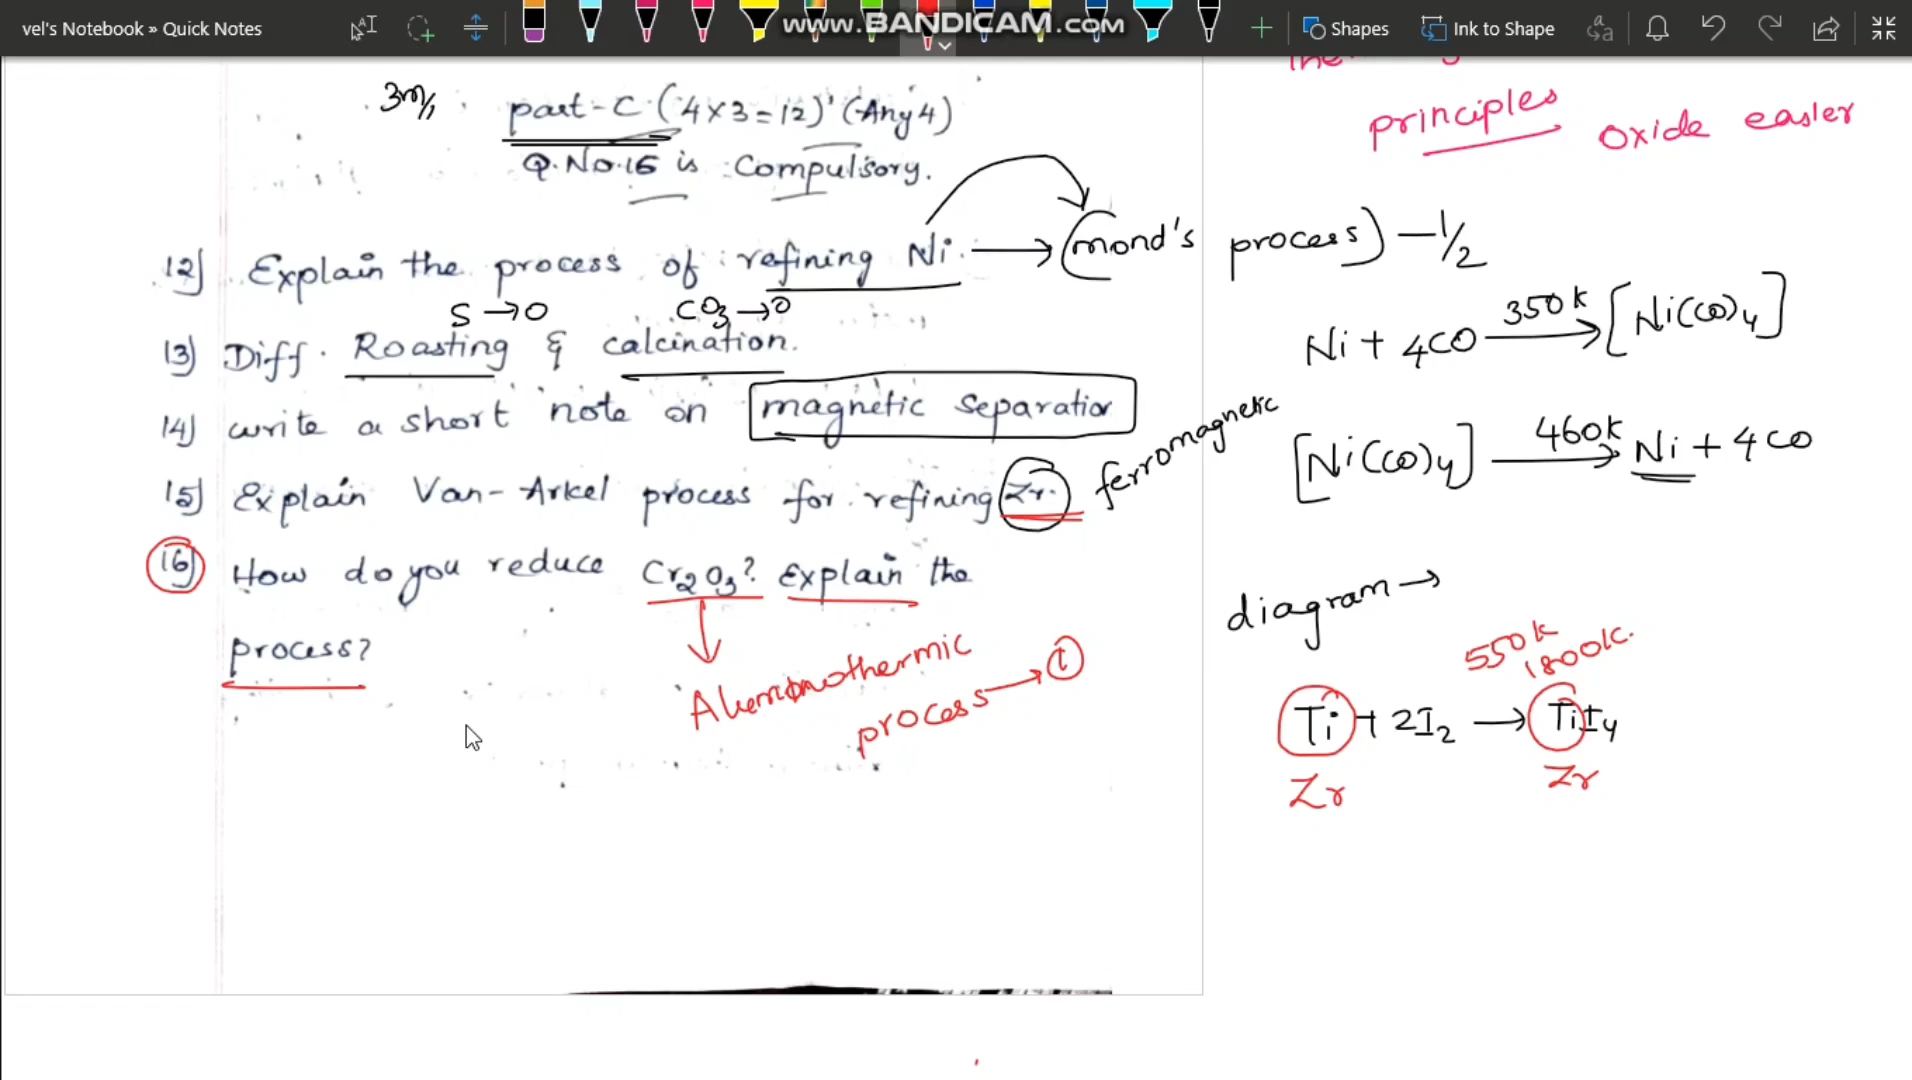 vel's Notebook » Quick Notes
www.BANDICAM.com
Shapes
Ink to Shape
3m/,
part-C (4x3=12) (Any 4)
Q.No.16 is Compulsory.
12) Explain the process of refining Ni.
S → O
CO3 → O
13) Diff. Roasting & calcination.
14) write a short note on magnetic separation
15) Explain Van-Arkel process for refining Zr.
16) How do you reduce Cr2O3? Explain the
process?
Aluminothermic
process → 1
principles oxide easier
(mond's process) - 1/2
Ni + 4CO 350K → [Ni(CO)4]
[Ni(CO)4] 460K → Ni + 4CO
ferromagnetic
diagram →
550K
1800K.
Ti + 2I2 → TiI4
Zr Zr